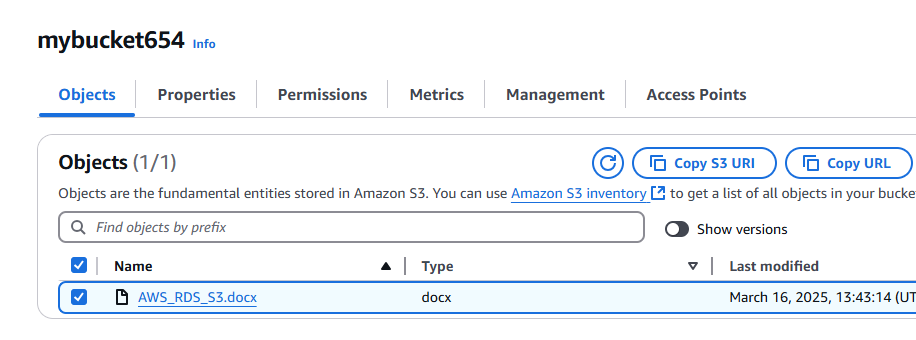 mybucket654 Info
Objects Properties Permissions Metrics Management Access Points
Objects (1/1) Copy S3 URI Copy URL
Objects are the fundamental entities stored in Amazon S3. You can use Amazon S3 inventory to get a list of all objects in your
Find objects by prefix Show versions
Name Type Last modified
AWS_RDS_S3.docx docx March 16, 2025, 13:43:14